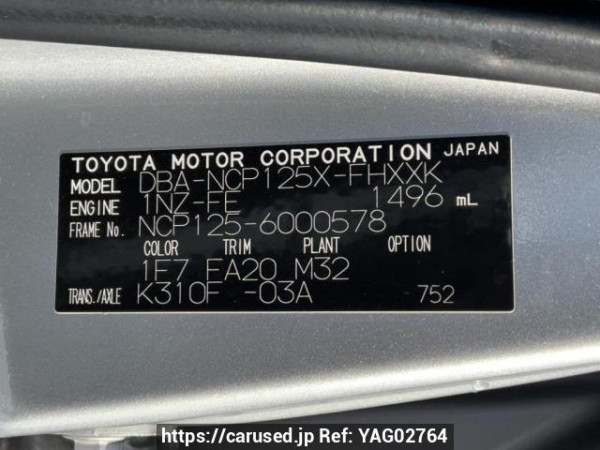 TOYOTA MOTOR CORPORATION JAPAN
MODEL DBA-NCP125X-FHXXK
ENGINE 1NZ-FE 1496 mL
FRAME No. NCP125-6000578
COLOR TRIM PLANT OPTION
1E7 FA20 M32
TRANS./AXLE K310F -03A 752
https://carused.jp Ref: YAG02764